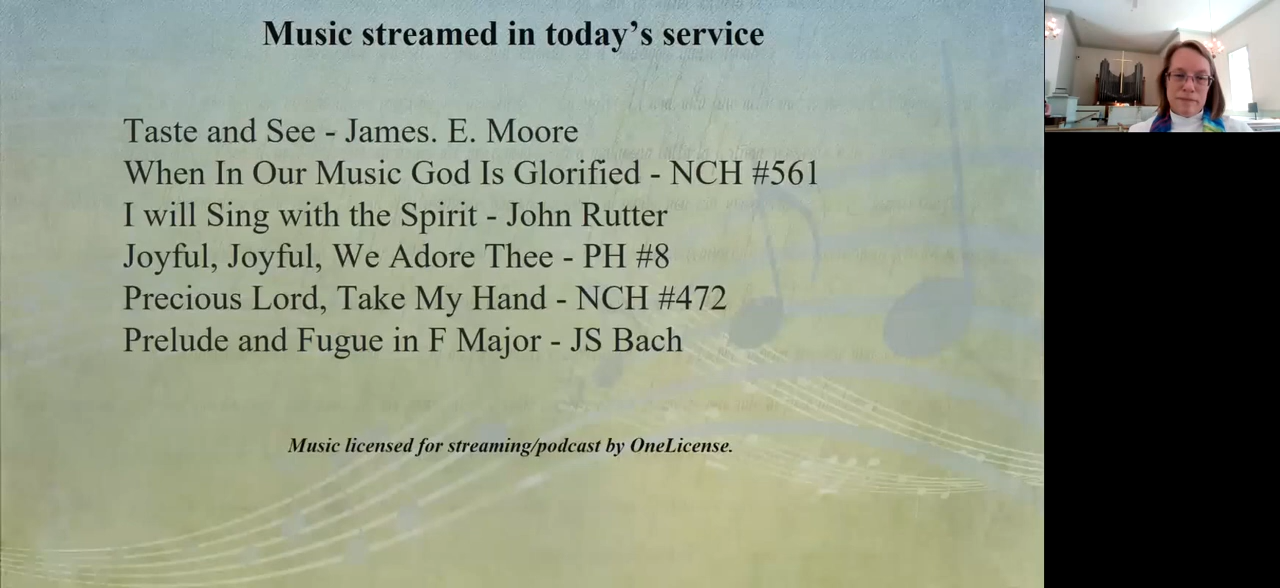 Music streamed in today’s service
Taste and See - James. E. Moore
When In Our Music God Is Glorified - NCH #561
I will Sing with the Spirit - John Rutter
Joyful, Joyful, We Adore Thee - PH #8
Precious Lord, Take My Hand - NCH #472
Prelude and Fugue in F Major - JS Bach
Music licensed for streaming/podcast by OneLicense.